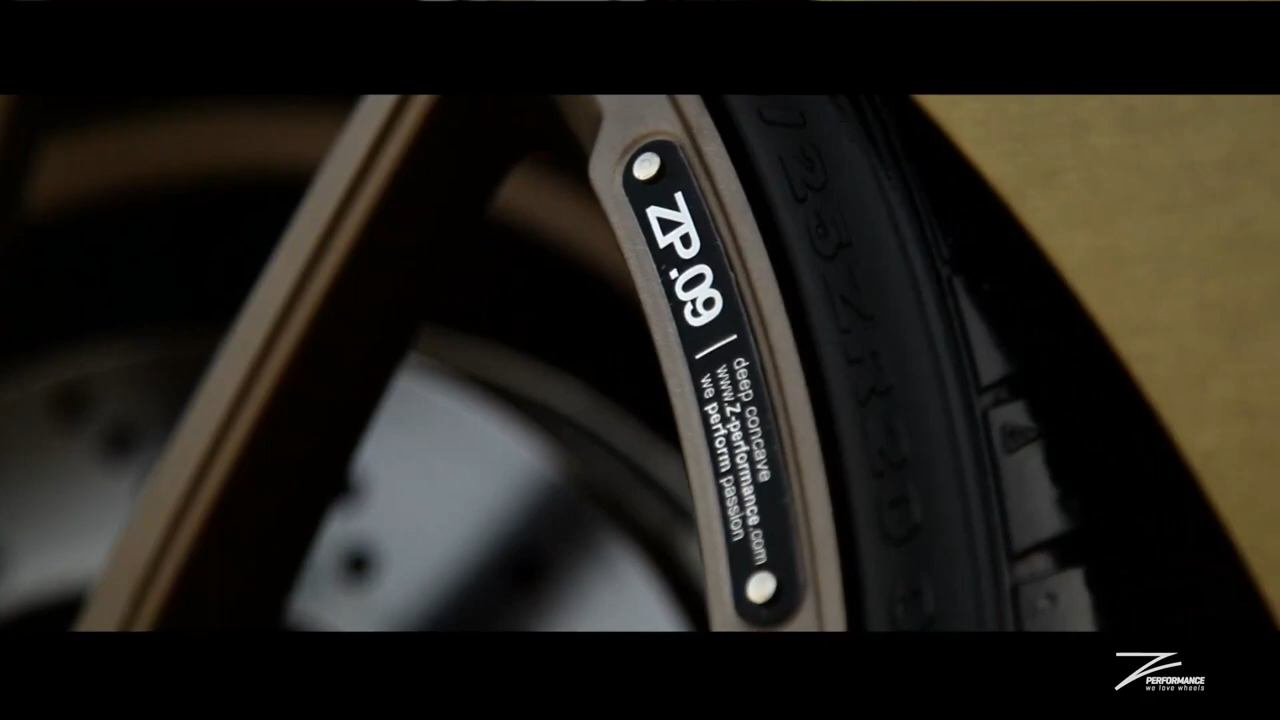 ZP.09 |
deep concave
www.Z-performance.com
we perform passion
Z PERFORMANCE
we love wheels